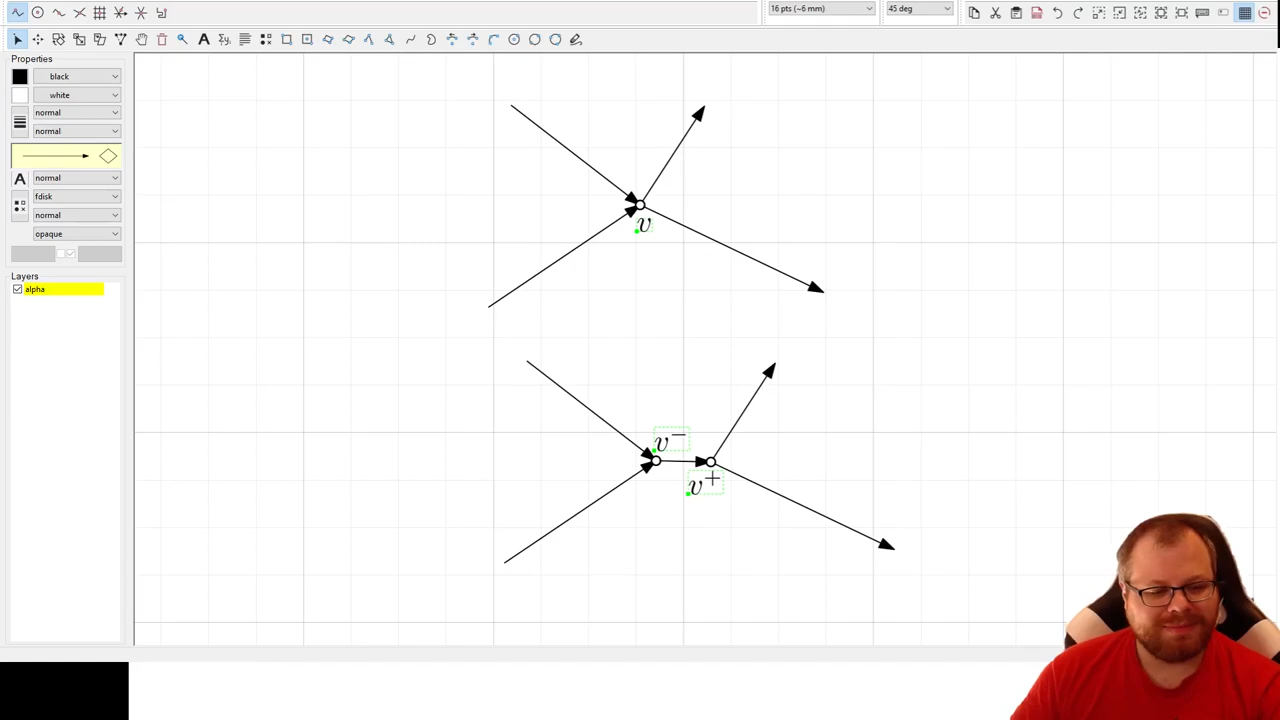 16 pts (~6 mm) 45 deg
Properties
black
white
normal
normal
A normal
fdisk
normal
opaque
Layers
alpha
v
v⁻
v⁺